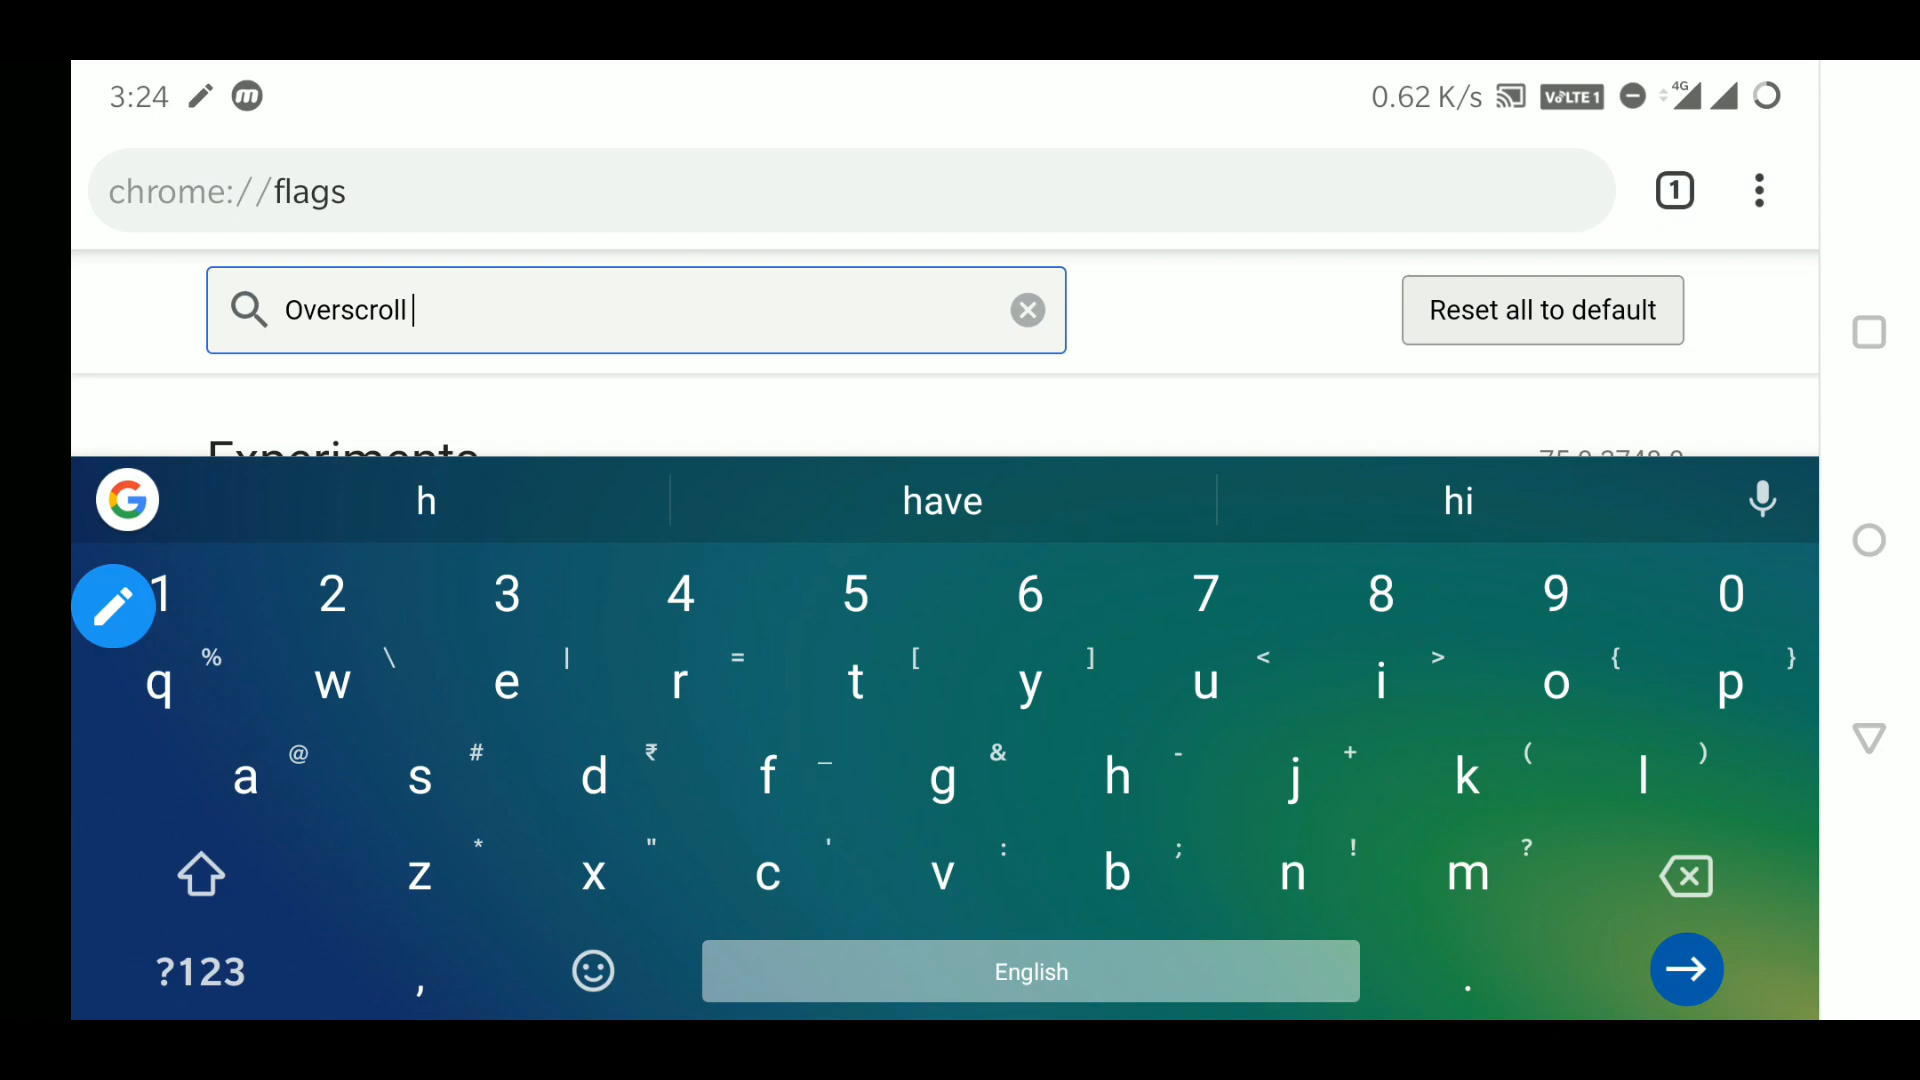 3:24 0.62 K/s VoLTE 1 4G
chrome://flags 1
Overscroll Reset all to default
Experiments
h have hi
1 2 3 4 5 6 7 8 9 0
% \ | = [ ] < > { }
q w e r t y u i o p
@ # ₹ _ & - + ( )
a s d f g h j k l
* " ' : ; ! ?
z x c v b n m
?123 , English .